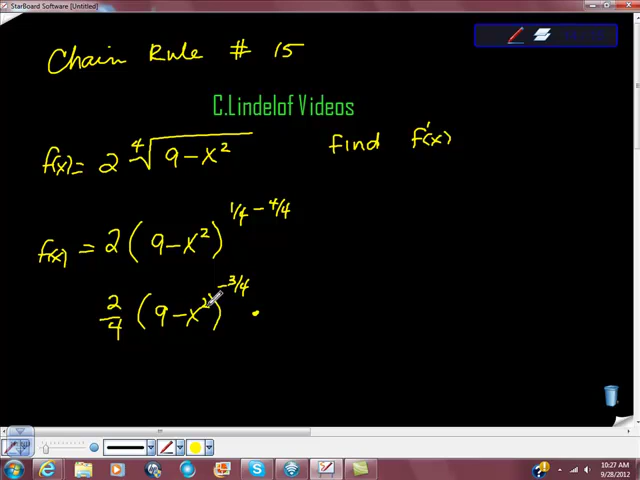 StarBoard Software [Untitled]
Chain Rule # 15
C.Lindelof Videos
f(x)= 2 ∜(9-x²) find f'(x)
f(x) = 2 (9-x²)^(1/4 - 4/4)
2/4 (9-x²)^(-3/4) ·
10:27 AM
9/28/2012